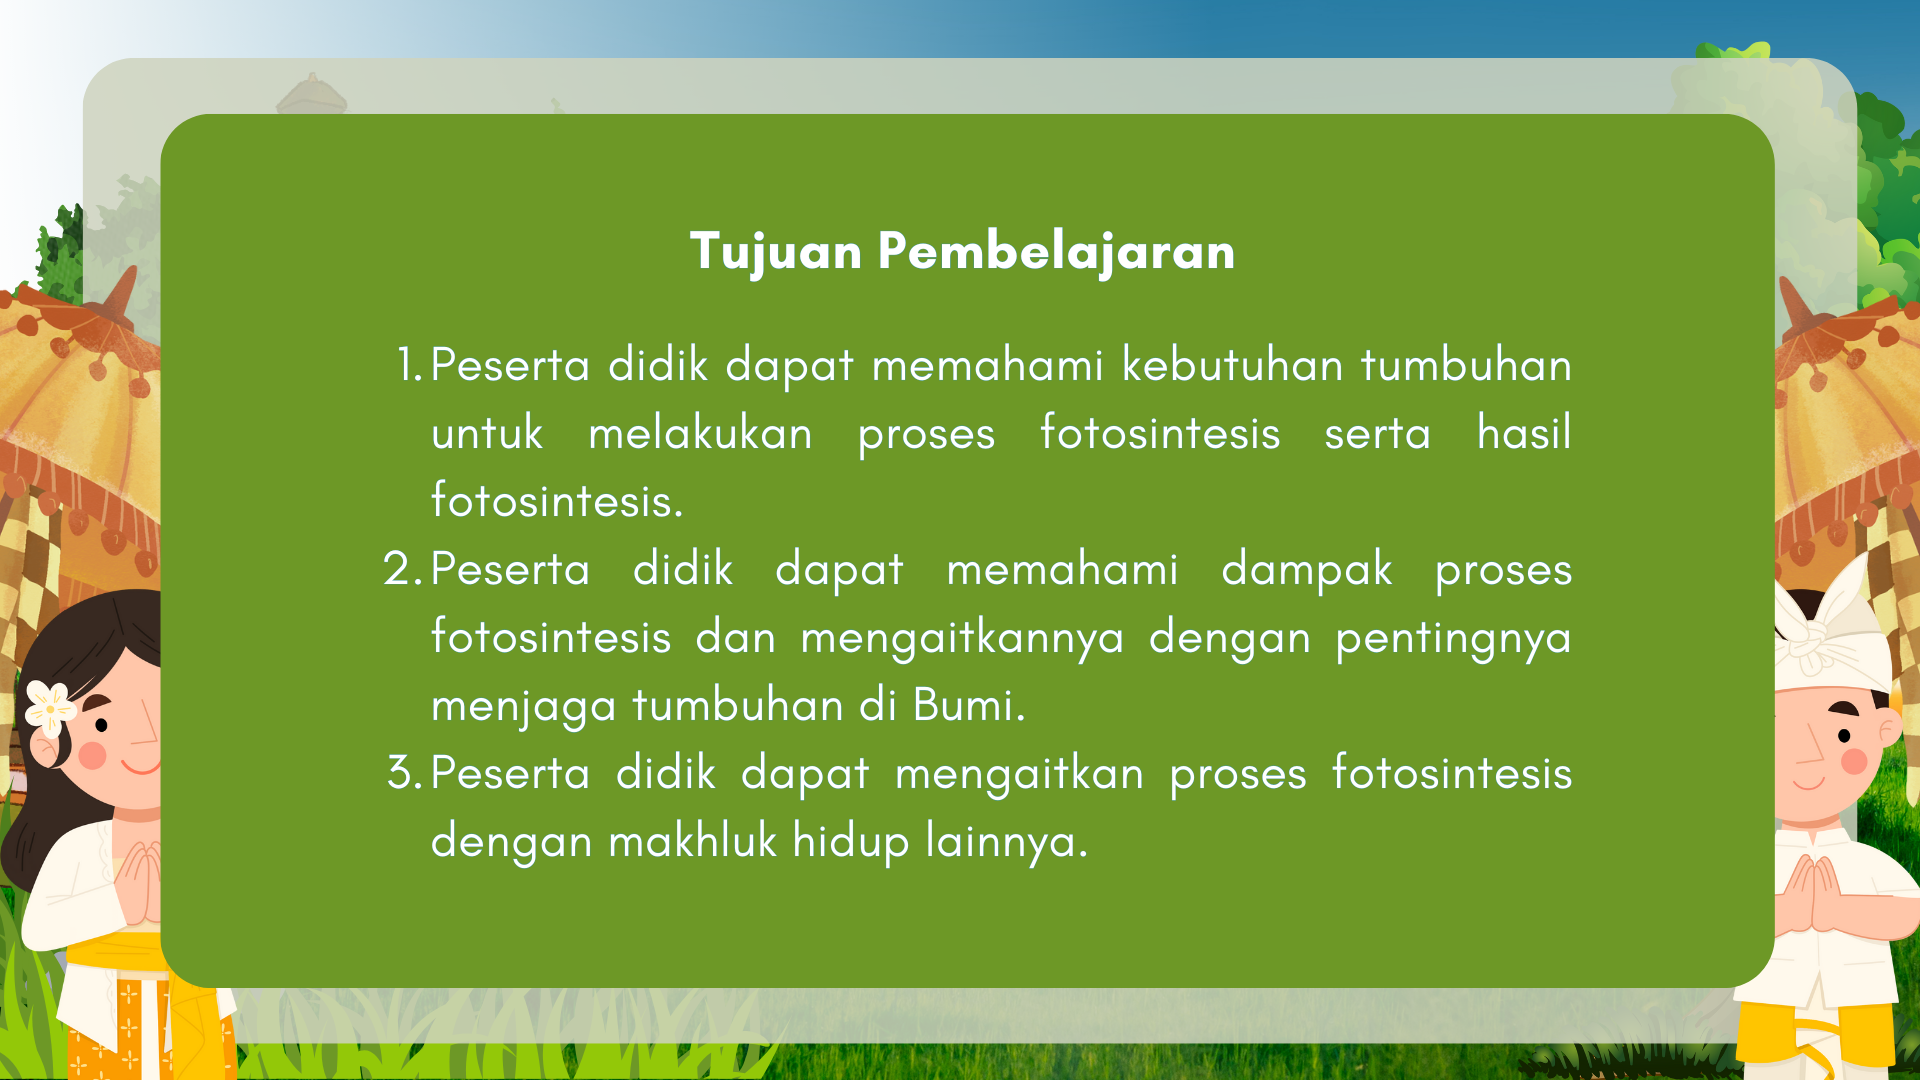 Tujuan Pembelajaran
1. Peserta didik dapat memahami kebutuhan tumbuhan
untuk melakukan proses fotosintesis serta hasil
fotosintesis.
2. Peserta didik dapat memahami dampak proses
fotosintesis dan mengaitkannya dengan pentingnya
menjaga tumbuhan di Bumi.
3. Peserta didik dapat mengaitkan proses fotosintesis
dengan makhluk hidup lainnya.